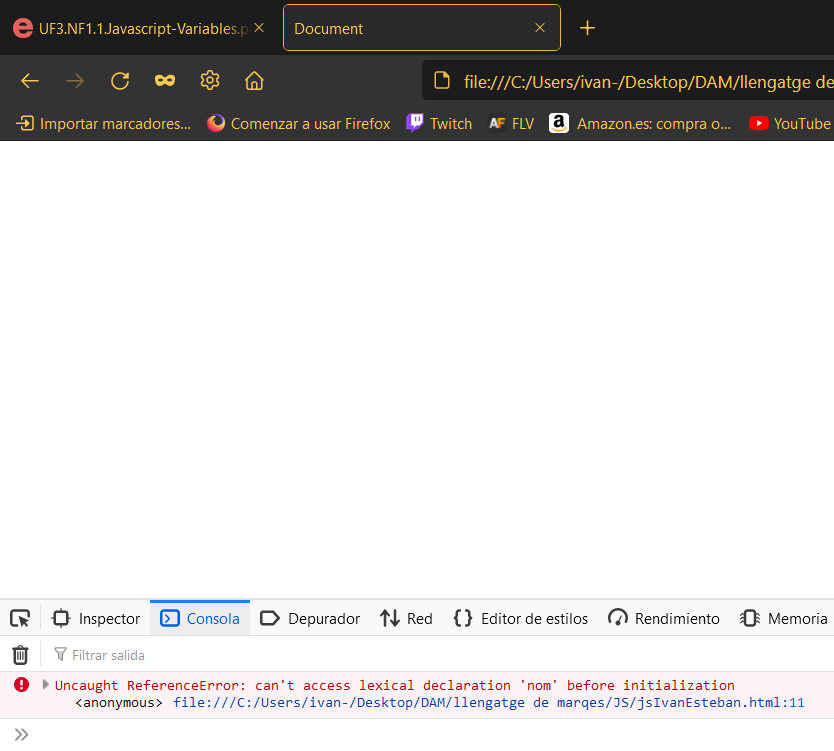 UF3.NF1.1.Javascript-Variables.p
Document
file:///C:/Users/ivan-/Desktop/DAM/llengatge de
Importar marcadores... Comenzar a usar Firefox Twitch AF FLV a Amazon.es: compra o... YouTube
Inspector Consola Depurador Red Editor de estilos Rendimiento Memoria
Filtrar salida
Uncaught ReferenceError: can't access lexical declaration 'nom' before initialization
<anonymous> file:///C:/Users/ivan-/Desktop/DAM/llengatge de marqes/JS/jsIvanEsteban.html:11